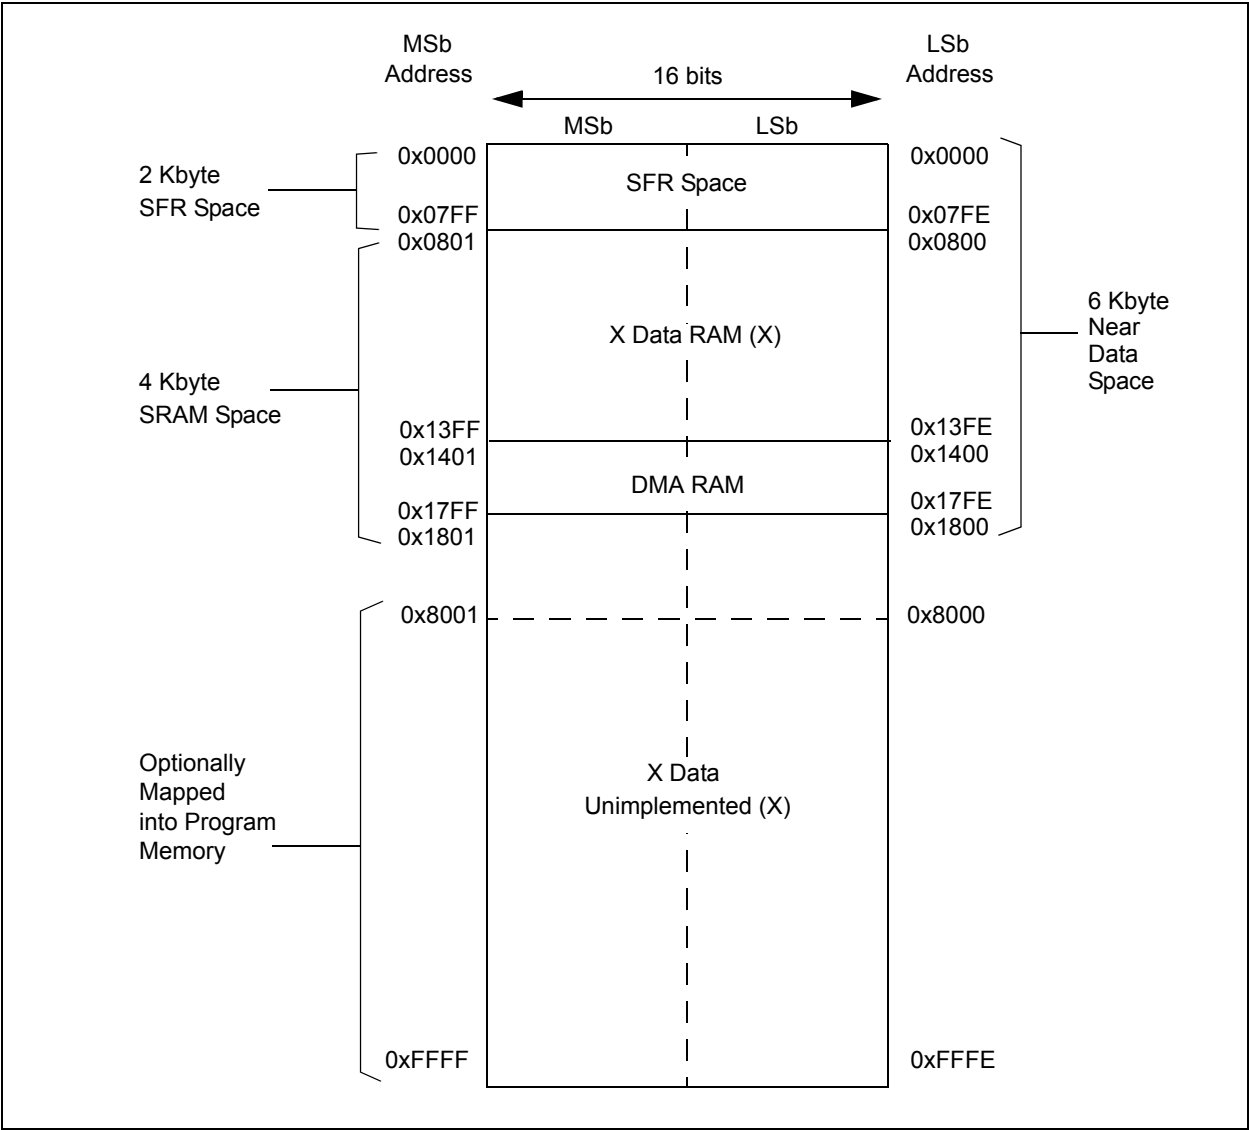 MSb
Address
LSb
Address
16 bits
MSb
LSb
0x0000
0x0000
2 Kbyte
SFR Space
SFR Space
0x07FF
0x07FE
0x0801
0x0800
X Data RAM (X)
6 Kbyte
Near
Data
Space
4 Kbyte
SRAM Space
0x13FF
0x13FE
0x1401
0x1400
DMA RAM
0x17FF
0x17FE
0x1801
0x1800
0x8001
0x8000
Optionally
Mapped
into Program
Memory
X Data
Unimplemented (X)
0xFFFF
0xFFFE